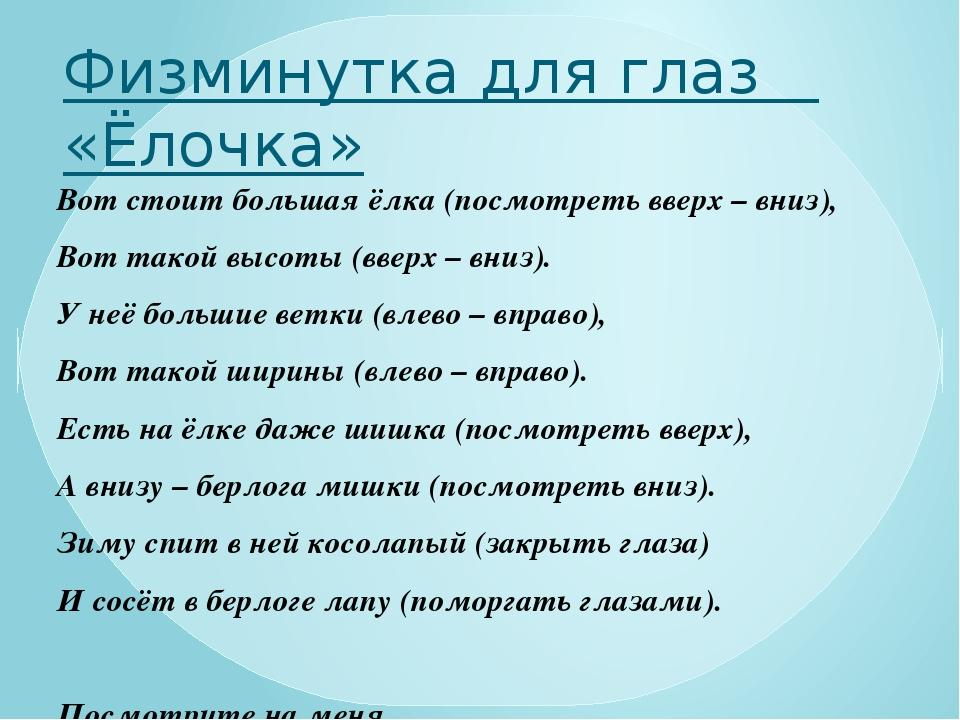 Физминутка для глаз
«Ёлочка»
Вот стоит большая ёлка (посмотреть вверх – вниз),
Вот такой высоты (вверх – вниз).
У неё большие ветки (влево – вправо),
Вот такой ширины (влево – вправо).
Есть на ёлке даже шишка (посмотреть вверх),
А внизу – берлога мишки (посмотреть вниз).
Зиму спит в ней косолапый (закрыть глаза)
И сосёт в берлоге лапу (поморгать глазами).
Посмотрите на меня